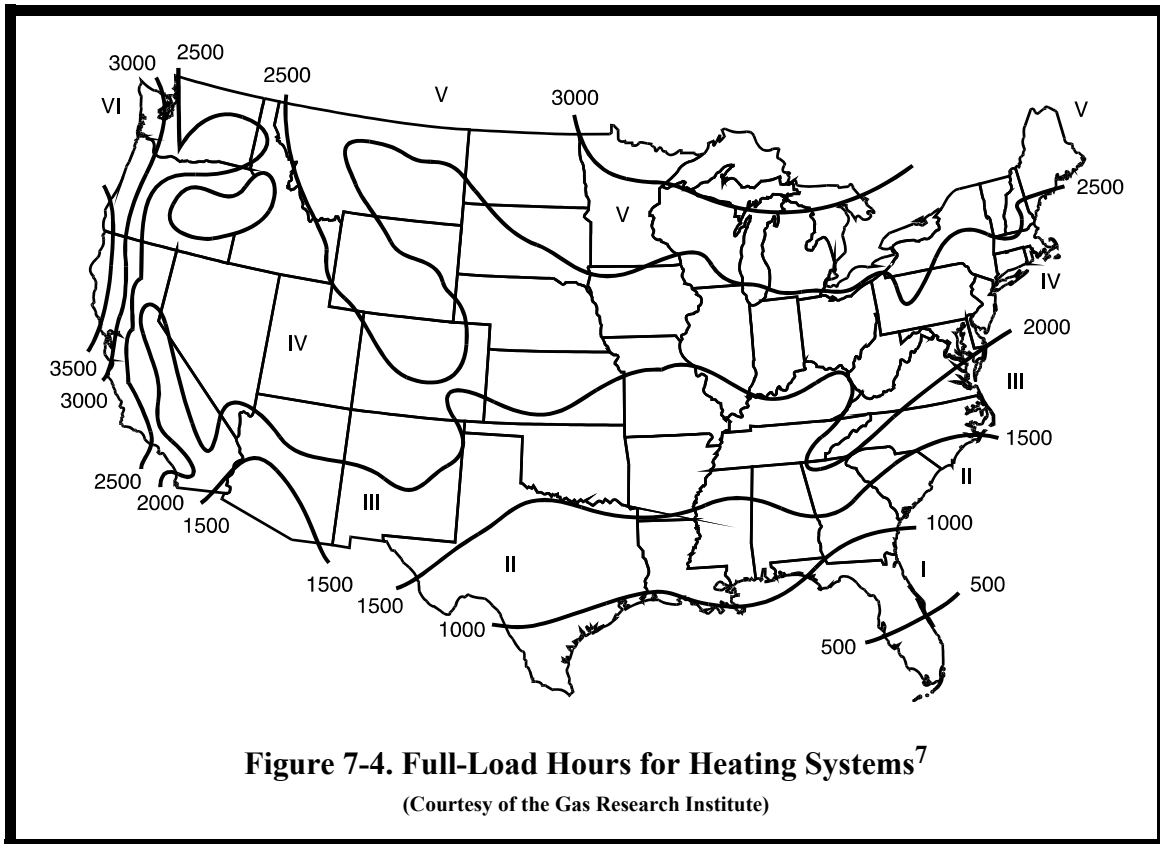 3000
2500
2500
V
3000
VI
V
2500
V
IV
2000
IV
III
3500
3000
1500
2500
II
2000
III
1500
1000
II
I
1500
500
1500
1000
500
Figure 7-4. Full-Load Hours for Heating Systems7
(Courtesy of the Gas Research Institute)